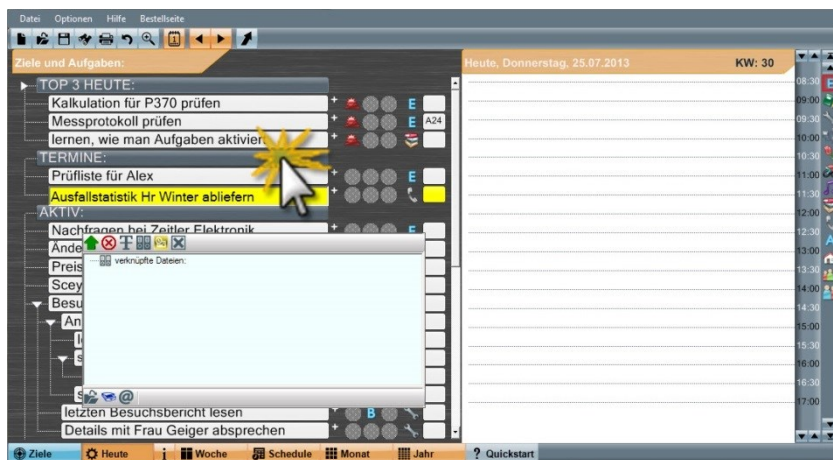 Datei Optionen Hilfe Bestellseite
Ziele und Aufgaben:
Heute, Donnerstag, 25.07.2013 KW: 30
TOP 3 HEUTE:
Kalkulation für P370 prüfen E
Messprotokoll prüfen E A24
lernen, wie man Aufgaben aktivier
TERMINE:
Prüfliste für Alex E
Ausfallstatistik Hr Winter abliefern
AKTIV:
Nachfragen bei Zeitler Elektronik E
Ände
Preis
Scey
Besu
An
verknüpfte Dateien:
letzten Besuchsbericht lesen B
Details mit Frau Geiger absprechen
08:30
09:00
09:30
10:00
10:30
11:00
11:30
12:00
12:30
13:00
13:30
14:00
14:30
15:00
15:30
16:00
16:30
17:00
E
A
Ziele Heute i Woche Schedule Monat Jahr ? Quickstart